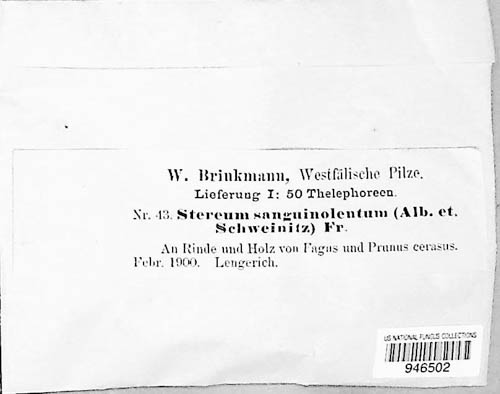 W. Brinkmann, Westfälische Pilze.
Lieferung I: 50 Thelephoreen.
Nr. 43. Stereum sanguinolentum (Alb. et.
Schweinitz) Fr.
An Rinde und Holz von Fagus und Prunus cerasus.
Febr. 1900. Lengerich.
US NATIONAL FUNGUS COLLECTIONS
946502